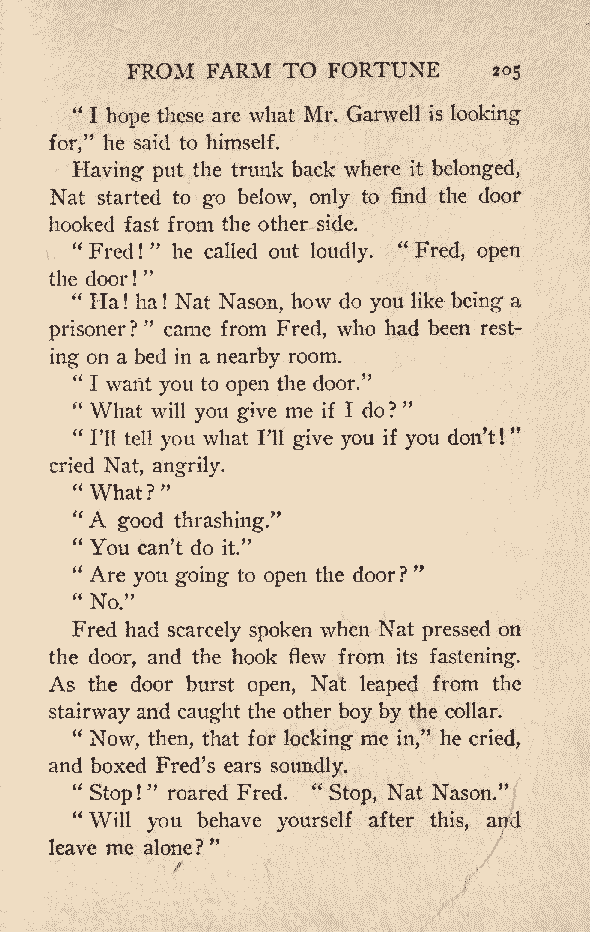 FROM FARM TO FORTUNE 205
“ I hope these are what Mr. Garwell is looking
for,” he said to himself.
Having put the trunk back where it belonged,
Nat started to go below, only to find the door
hooked fast from the other side.
“ Fred! ” he called out loudly. “ Fred, open
the door! ”
“ Ha! ha! Nat Nason, how do you like being a
prisoner? ” came from Fred, who had been rest-
ing on a bed in a nearby room.
“ I want you to open the door.”
“ What will you give me if I do? ”
“ I’ll tell you what I’ll give you if you don’t! ”
cried Nat, angrily.
“ What? ”
“ A good thrashing.”
“ You can’t do it.”
“ Are you going to open the door? ”
“ No.”
Fred had scarcely spoken when Nat pressed on
the door, and the hook flew from its fastening.
As the door burst open, Nat leaped from the
stairway and caught the other boy by the collar.
“ Now, then, that for locking me in,” he cried,
and boxed Fred’s ears soundly.
“ Stop! ” roared Fred. “ Stop, Nat Nason.”
“ Will you behave yourself after this, and
leave me alone? ”